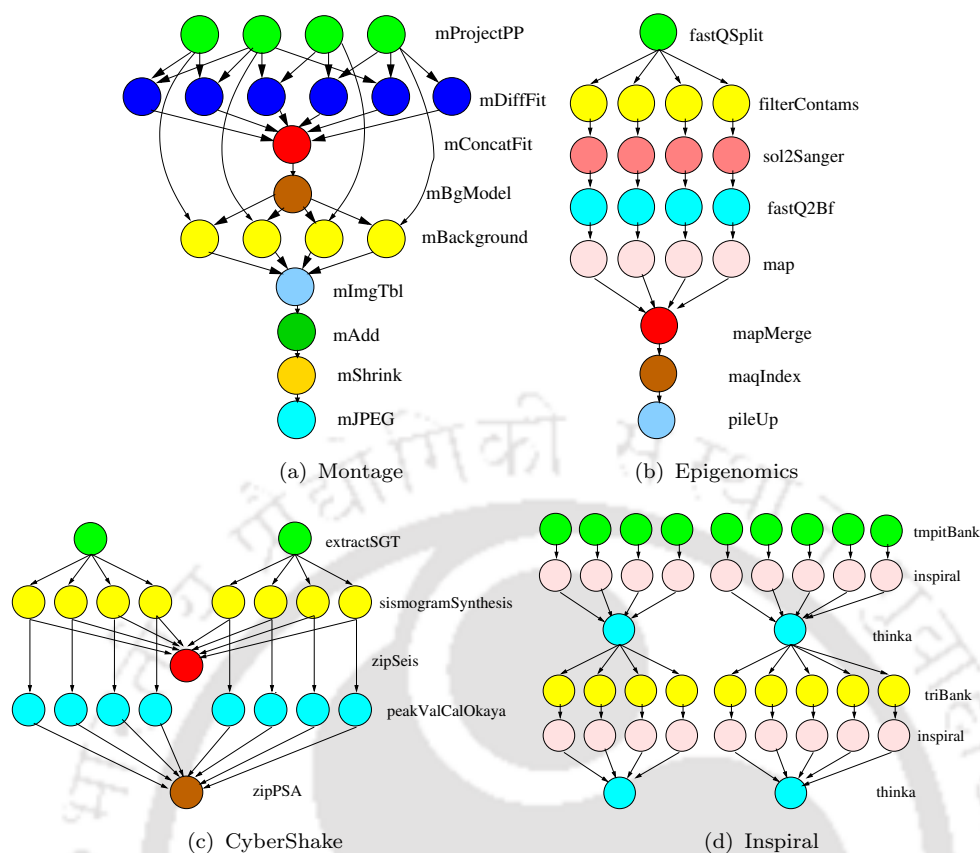 mProjectPP
mDiffFit
mConcatFit
mBgModel
mBackground
mImgTbl
mAdd
mShrink
mJPEG
(a) Montage
fastQSplit
filterContams
sol2Sanger
fastQ2Bf
map
mapMerge
maqIndex
pileUp
(b) Epigenomics
extractSGT
sismogramSynthesis
zipSeis
peakValCalOkaya
zipPSA
(c) CyberShake
tmpitBank
inspiral
thinka
triBank
inspiral
thinka
(d) Inspiral